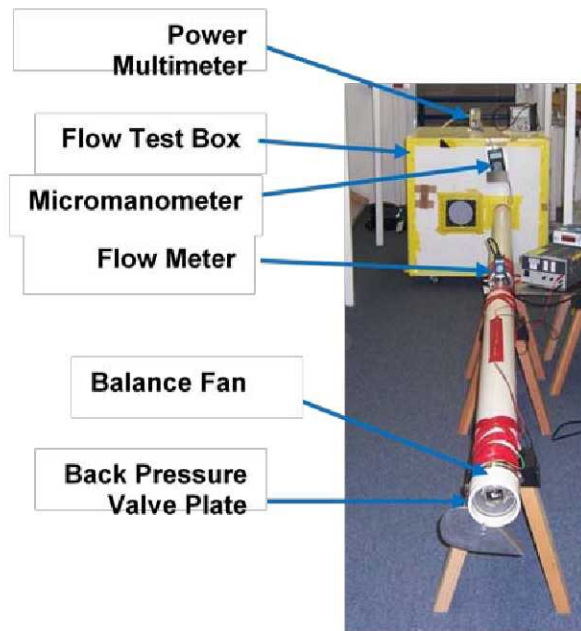 Power
Multimeter
Flow Test Box
Micromanometer
Flow Meter
Balance Fan
Back Pressure
Valve Plate